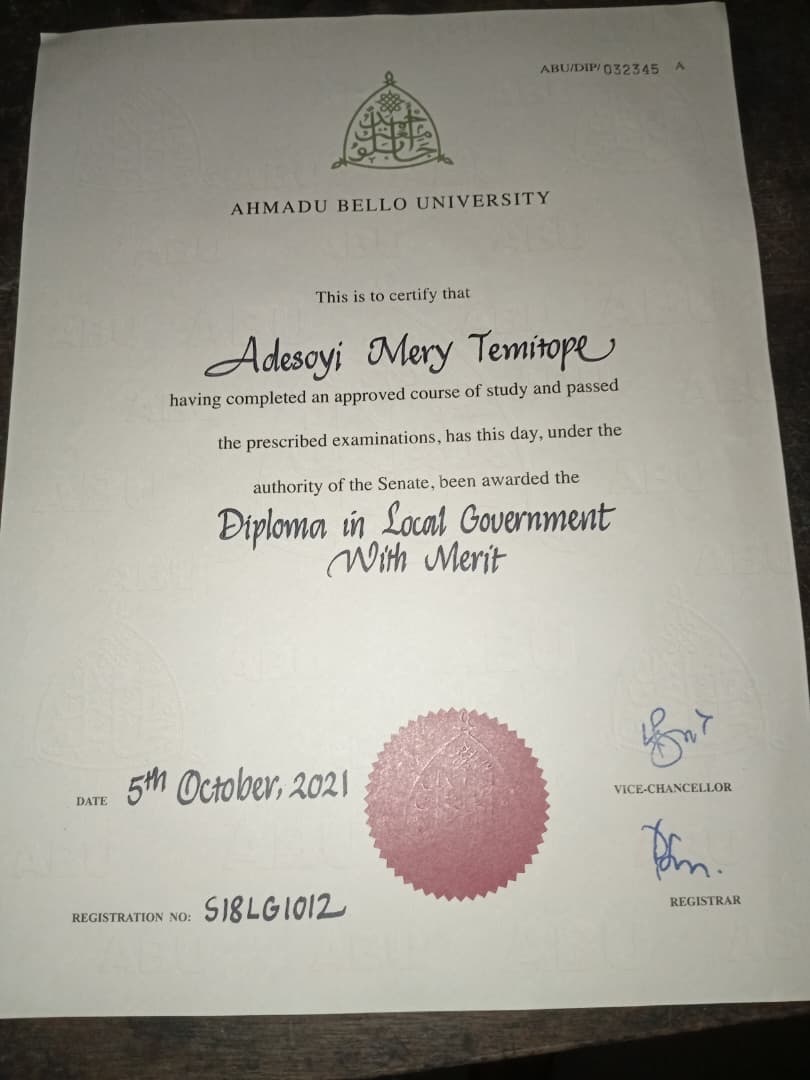 ABU/DIP/032345 A
AHMADU BELLO UNIVERSITY
This is to certify that
Adesoyi Mery Temitope
having completed an approved course of study and passed
the prescribed examinations, has this day, under the
authority of the Senate, been awarded the
Diploma in Local Government
With Merit
DATE 5th October, 2021
VICE-CHANCELLOR
REGISTRATION NO: S18LG1012
REGISTRAR